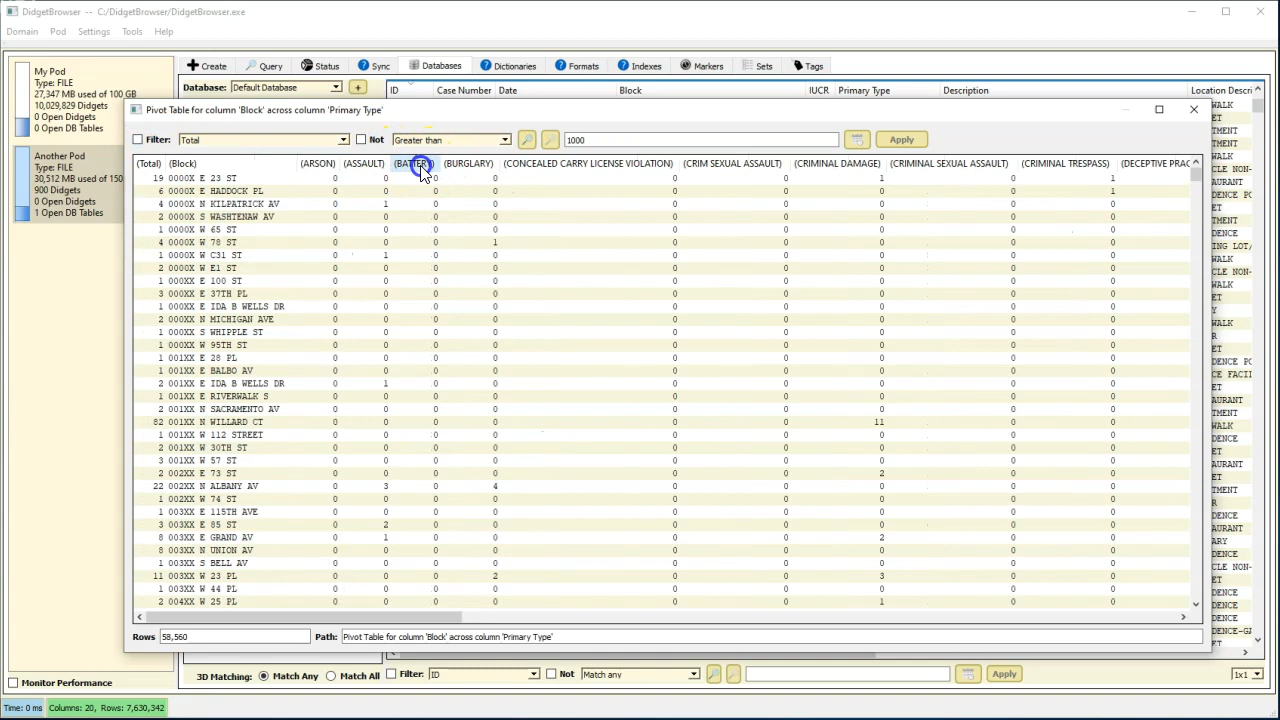 DidgetBrowser -- C:/DidgetBrowser/DidgetBrowser.exe
Domain Pod Settings Tools Help
My Pod
Type: FILE
27,347 MB used of 100 GB
10,029,829 Didgets
0 Open Didgets
0 Open DB Tables
Another Pod
Type: FILE
30,512 MB used of 150
900 Didgets
0 Open Didgets
1 Open DB Tables
Create Query Status Sync Databases Dictionaries Formats Indexes Markers Sets Tags
Database: Default Database +
ID Case Number Date Block IUCR Primary Type Description Location Descri
Pivot Table for column 'Block' across column 'Primary Type'
Filter: Total Not Greater than 1000 Apply
(Total) (Block) (ARSON) (ASSAULT) (BURGLARY) (CONCEALED CARRY LICENSE VIOLATION) (CRIM SEXUAL ASSAULT) (CRIMINAL DAMAGE) (CRIMINAL SEXUAL ASSAULT) (CRIMINAL TRESPASS) (DECEPTIVE PRAC
19 0000X E 23 ST 0 0 0 0 0 0 1 0 1
6 0000X E HADDOCK PL 0 0 0 0 0 0 0 0 1
4 0000X N KILPATRICK AV 0 1 0 0 0 0 0 0 0
2 0000X S WASHTENAW AV 0 0 0 0 0 0 0 0 0
1 0000X W 65 ST 0 0 0 0 0 0 0 0 0
4 0000X W 78 ST 0 0 0 1 0 0 0 0 0
1 0000X W C31 ST 0 1 0 0 0 0 0 0 0
2 0000X W E1 ST 0 0 0 0 0 0 0 0 0
1 000XX E 100 ST 0 0 0 0 0 0 0 0 0
3 000XX E 37TH PL 0 0 0 0 0 0 0 0 0
1 000XX E IDA B WELLS DR 0 0 0 0 0 0 0 0 0
2 000XX N MICHIGAN AVE 0 0 0 0 0 0 0 0 0
1 000XX S WHIPPLE ST 0 0 0 0 0 0 0 0 0
1 000XX W 95TH ST 0 0 0 0 0 0 0 0 0
1 001XX E 28 PL 0 0 0 0 0 0 0 0 0
1 001XX E BALBO AV 0 0 0 0 0 0 0 0 0
2 001XX E IDA B WELLS DR 0 1 0 0 0 0 0 0 0
1 001XX E RIVERWALK S 0 0 0 0 0 0 0 0 0
2 001XX N SACRAMENTO AV 0 0 0 0 0 0 0 0 0
82 001XX N WILLARD CT 0 0 0 0 0 0 11 0 0
1 001XX W 112 STREET 0 0 0 0 0 0 0 0 0
2 001XX W 30TH ST 0 0 0 0 0 0 0 0 0
3 001XX W 57 ST 0 0 0 0 0 0 0 0 0
2 002XX E 73 ST 0 0 0 0 0 0 2 0 0
22 002XX N ALBANY AV 0 3 0 4 0 0 0 0 0
1 002XX W 74 ST 0 0 0 0 0 0 0 0 0
1 003XX E 115TH AVE 0 0 0 0 0 0 0 0 0
3 003XX E 85 ST 0 2 0 0 0 0 0 0 0
8 003XX E GRAND AV 0 1 0 0 0 0 2 0 0
8 003XX N UNION AV 0 0 0 0 0 0 0 0 0
1 003XX S BELL AV 0 0 0 0 0 0 0 0 0
11 003XX W 23 PL 0 0 0 2 0 0 3 0 0
1 003XX W 44 PL 0 0 0 0 0 0 0 0 0
2 004XX W 25 PL 0 0 0 0 0 0 1 0 0
Rows 58,560 Path: Pivot Table for column 'Block' across column 'Primary Type'
3D Matching: Match Any Match All Filter: ID Not Match any Apply 1x1
Monitor Performance
Time: 0 ms Columns: 20, Rows: 7,630,342